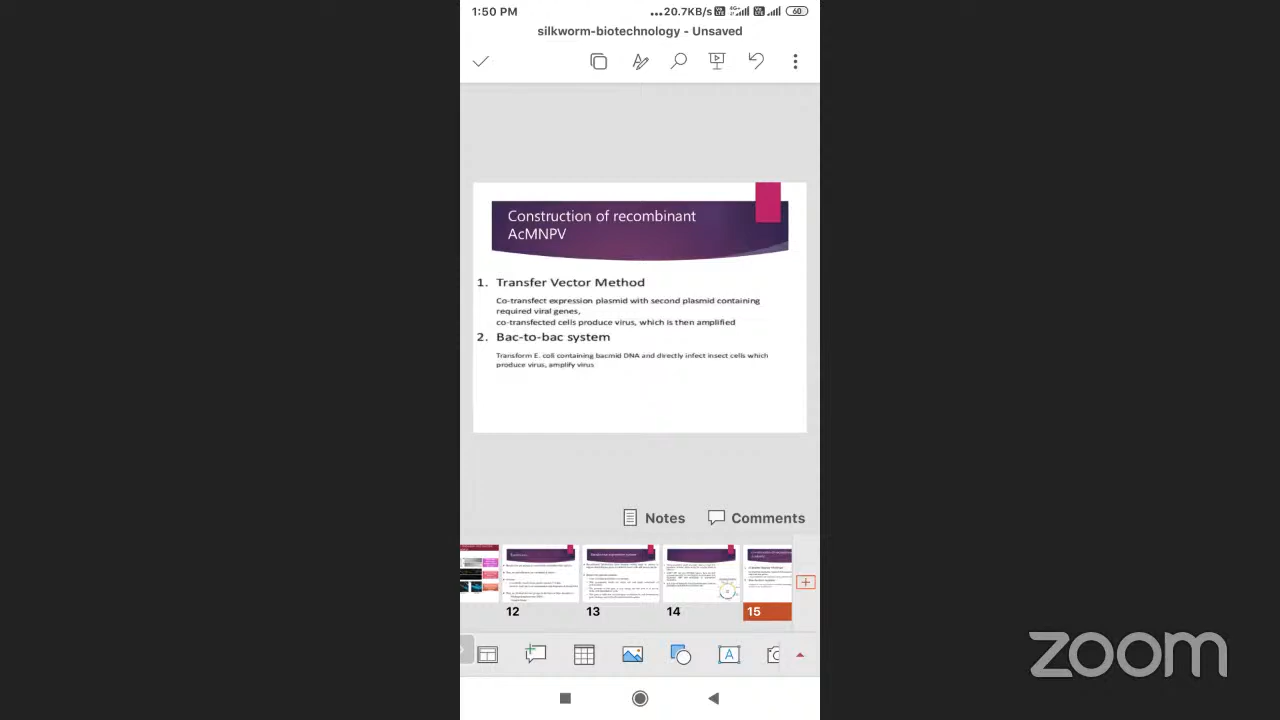 1:50 PM
...20.7KB/s
4G+
60
silkworm-biotechnology - Unsaved
Construction of recombinant
AcMNPV
1. Transfer Vector Method
Co-transfect expression plasmid with second plasmid containing
required viral genes,
co-transfected cells produce virus, which is then amplified
2. Bac-to-bac system
Transform E. coli containing bacmid DNA and directly infect insect cells which
produce virus, amplify virus
Notes
Comments
12
13
14
15
zoom